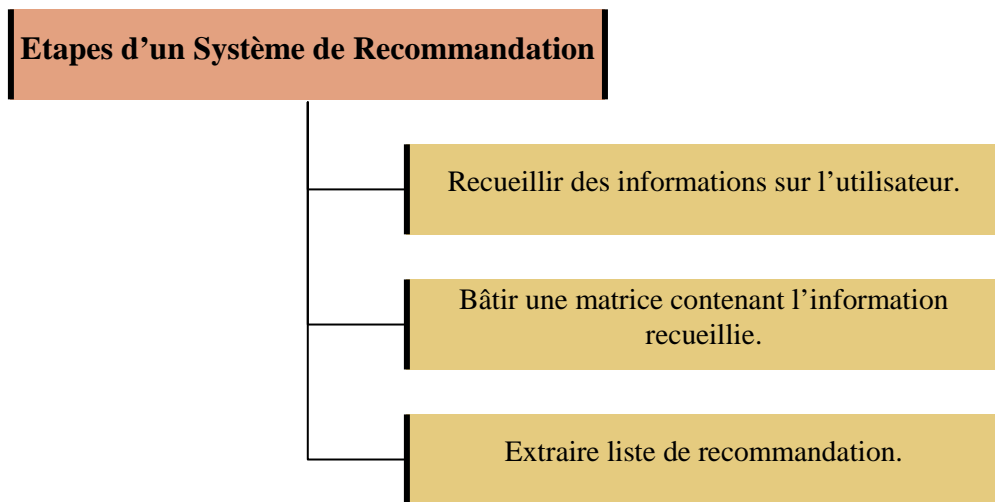 Etapes d’un Système de Recommandation
Recueillir des informations sur l’utilisateur.
Bâtir une matrice contenant l’information
recueillie.
Extraire liste de recommandation.